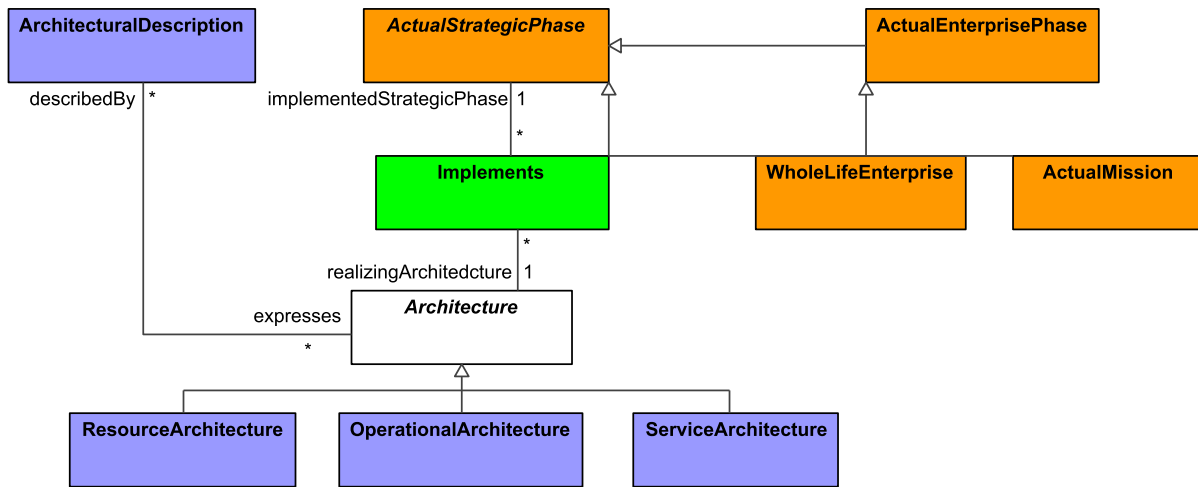 ArchitecturalDescription
ActualStrategicPhase
ActualEnterprisePhase
describedBy
*
implementedStrategicPhase
1
*
Implements
WholeLifeEnterprise
ActualMission
*
realizingArchitedcture
1
Architecture
expresses
*
ResourceArchitecture
OperationalArchitecture
ServiceArchitecture